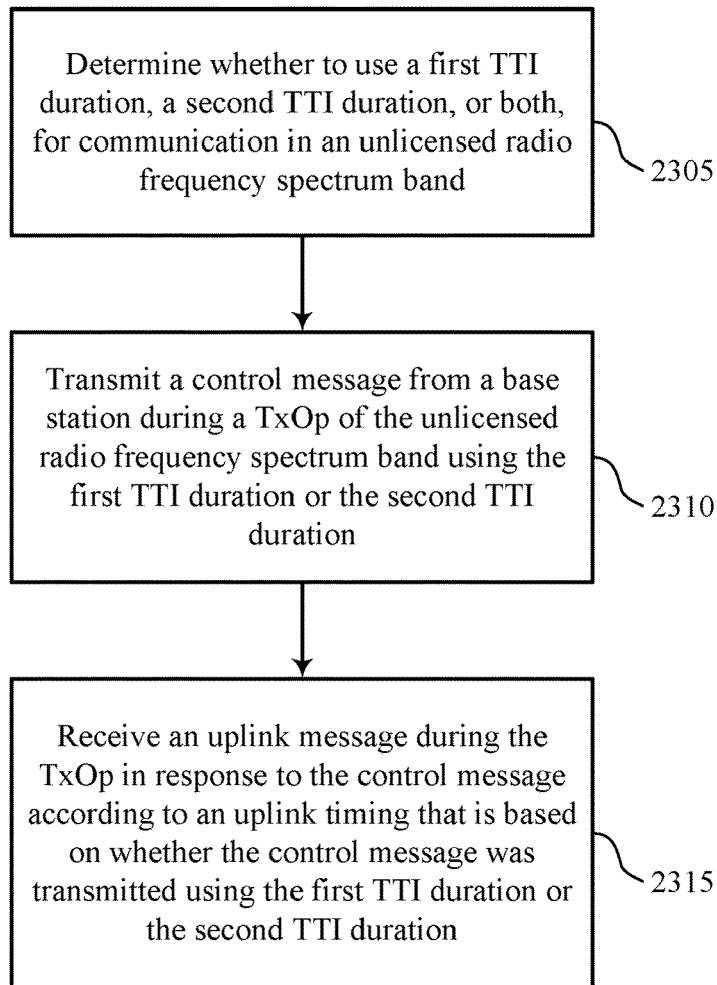 Determine whether to use a first TTI
duration, a second TTI duration, or both,
for communication in an unlicensed radio
frequency spectrum band
2305
Transmit a control message from a base
station during a TxOp of the unlicensed
radio frequency spectrum band using the
first TTI duration or the second TTI
duration
2310
Receive an uplink message during the
TxOp in response to the control message
according to an uplink timing that is based
on whether the control message was
transmitted using the first TTI duration or
the second TTI duration
2315